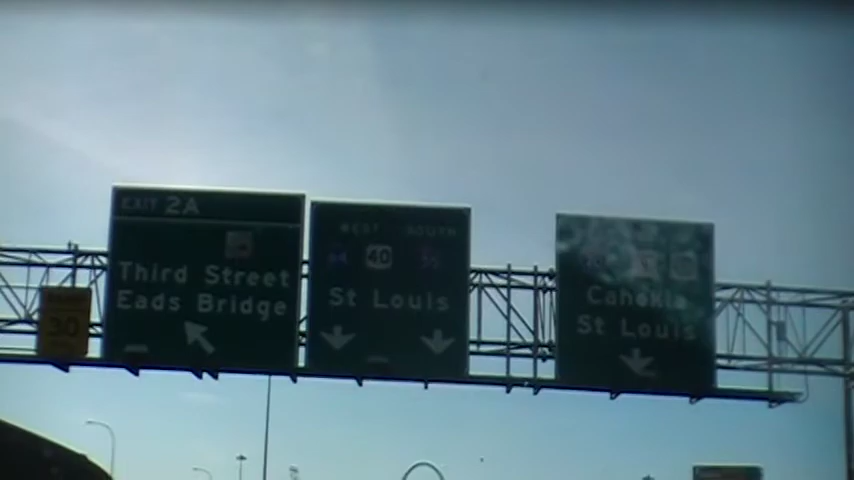 EXIT 2A
Third Street
Eads Bridge
30
WEST SOUTH
40
St Louis
Cahokia
St Louis